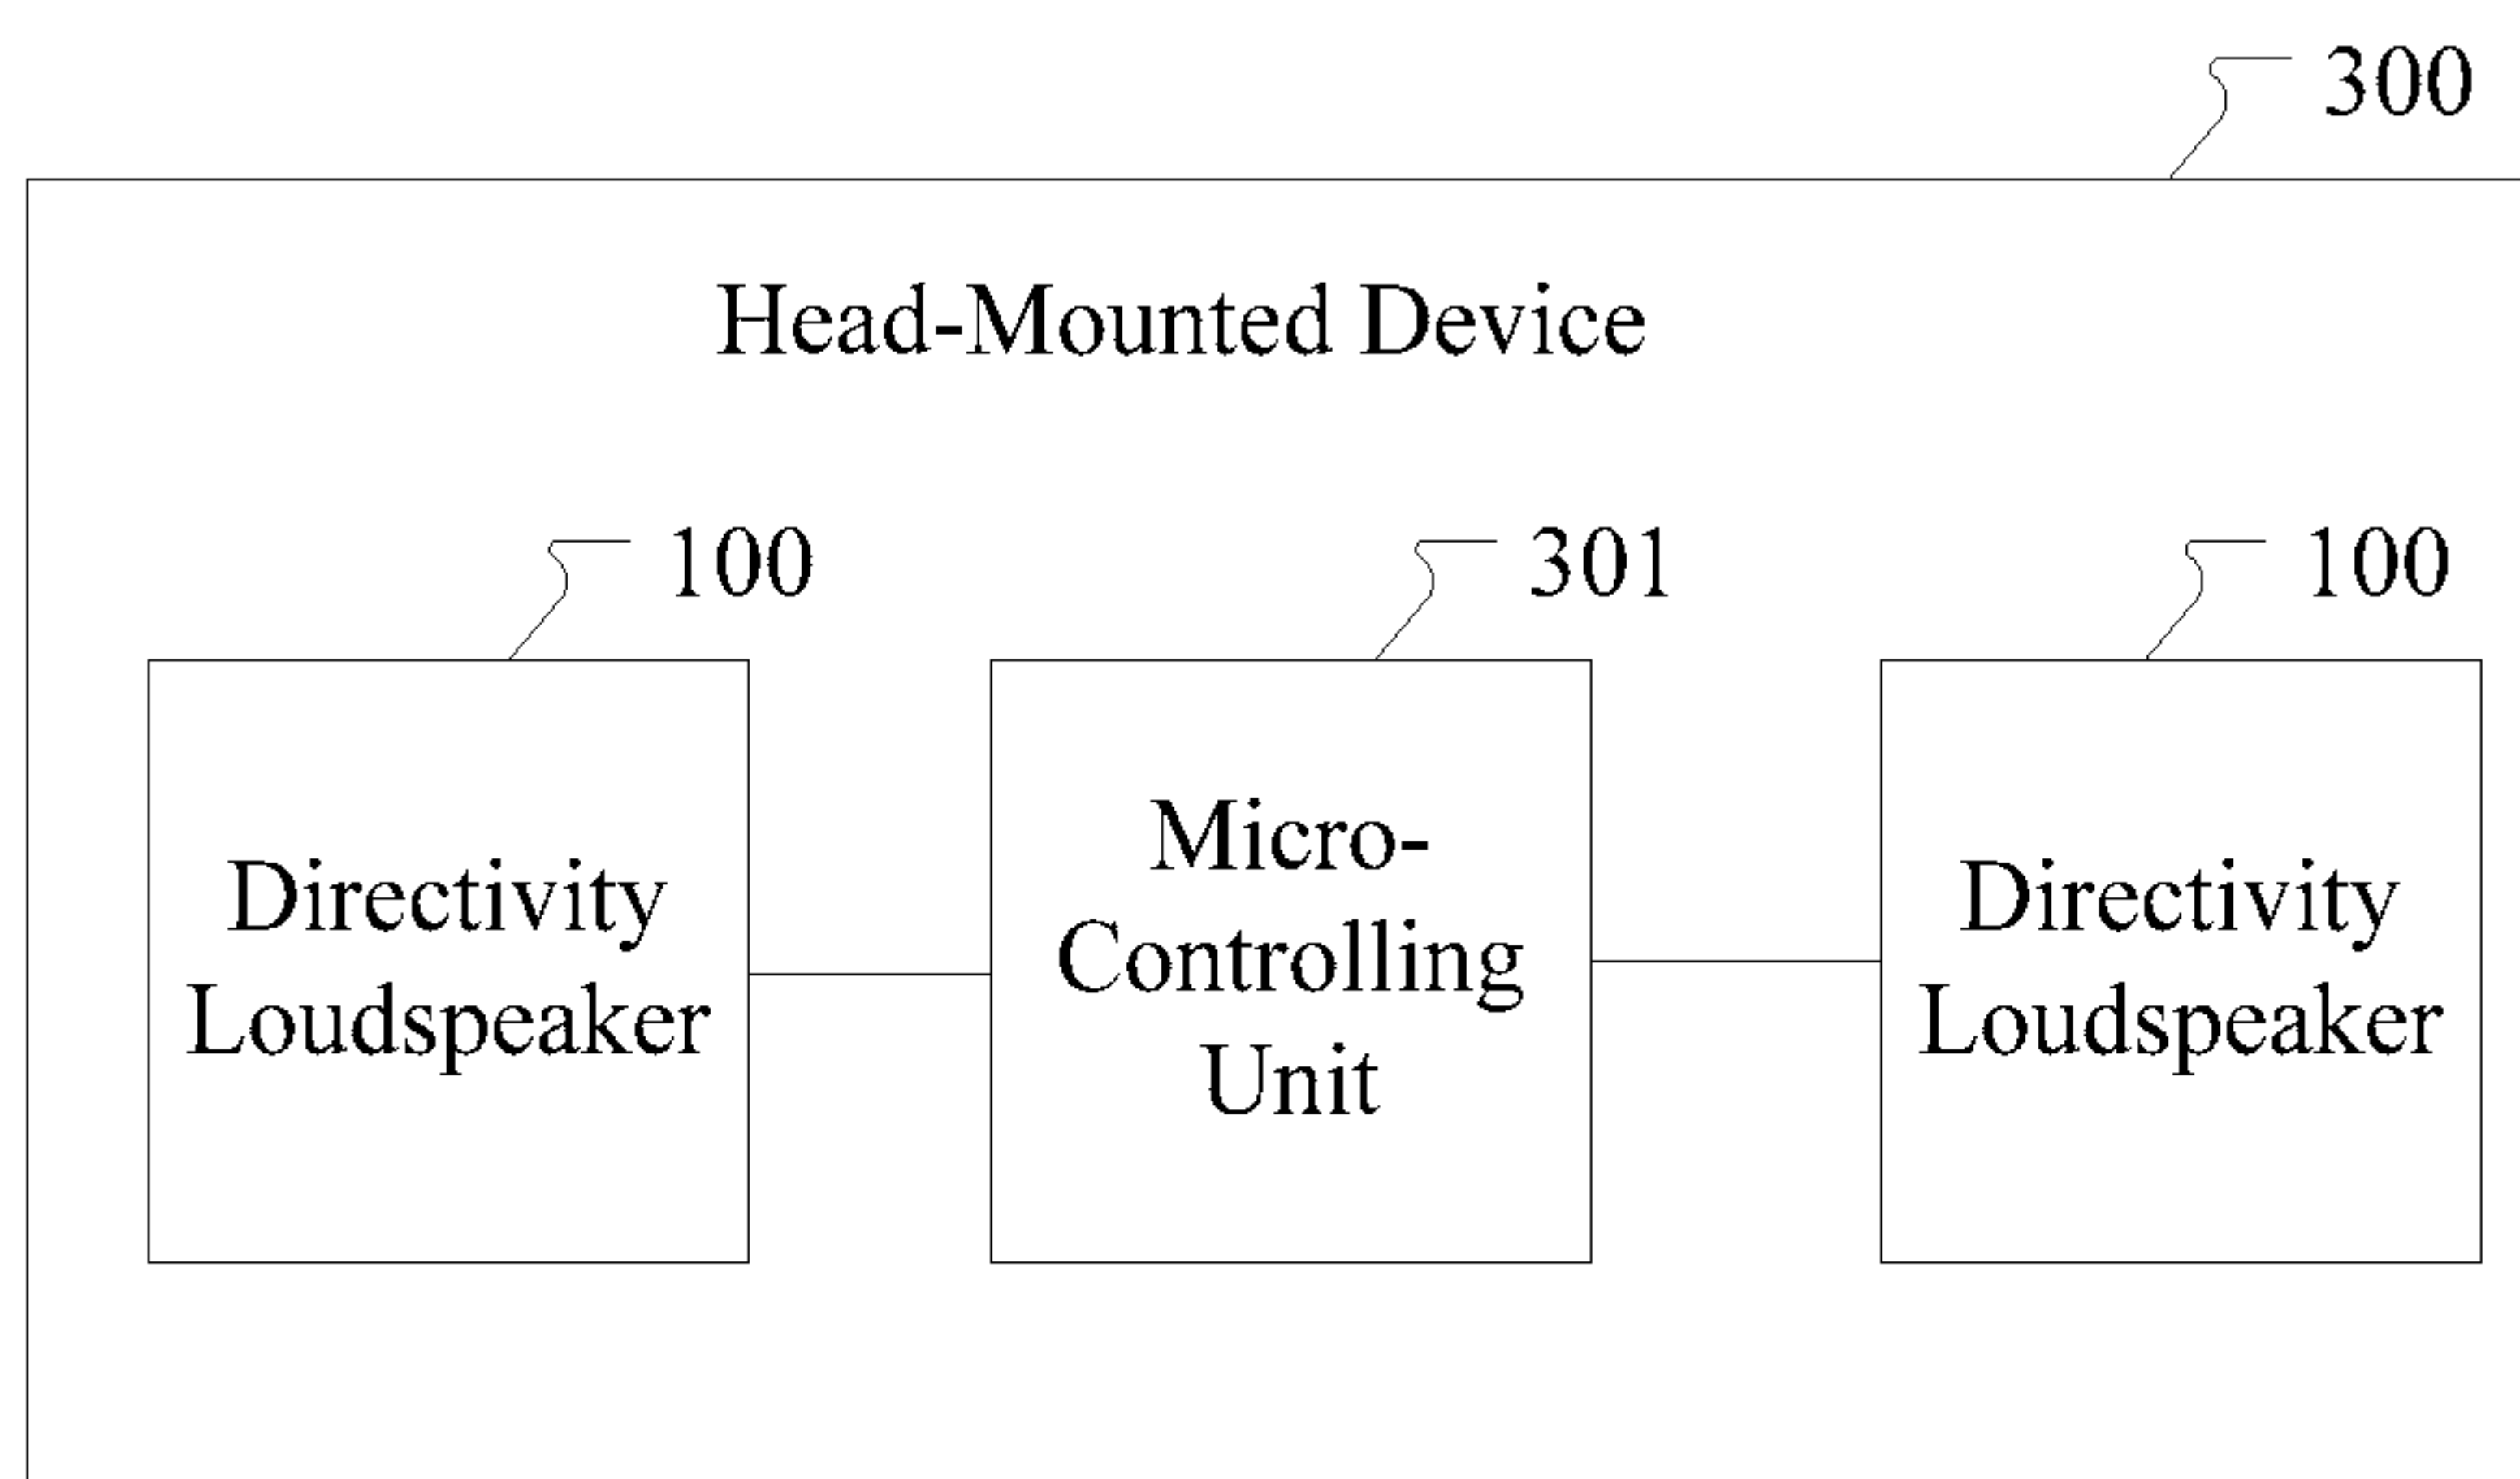 300
Head-Mounted Device
100
301
100
Directivity
Loudspeaker
Micro-
Controlling
Unit
Directivity
Loudspeaker